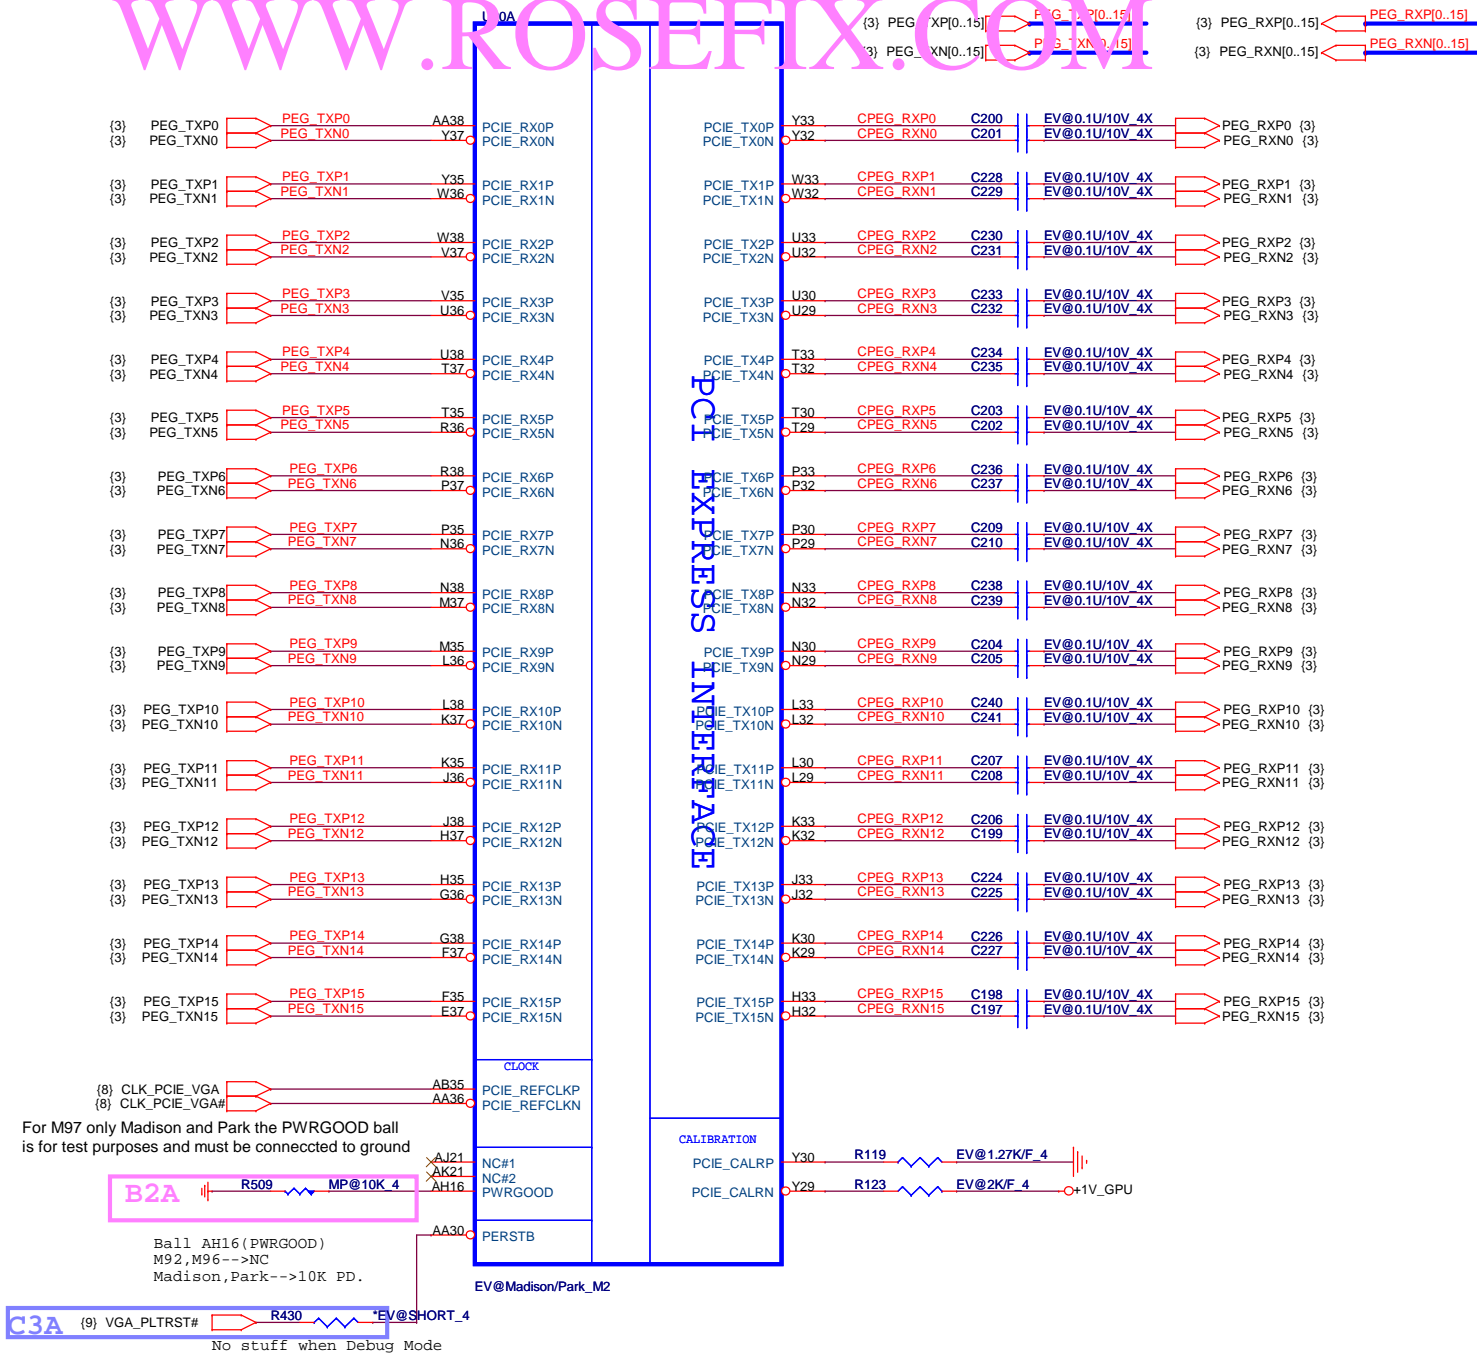 WWW.ROSEFIX.COM
{3} PEG_TXP[0..15] PEG_TXP[0..15] {3} PEG_RXP[0..15] PEG_RXP[0..15]
{3} PEG_TXN[0..15] PEG_TXN[0..15] {3} PEG_RXN[0..15] PEG_RXN[0..15]
{3} PEG_TXP0 PEG_TXP0 AA38 PCIE_RX0P PCIE_TX0P Y33 CPEG_RXP0 C200 EV@0.1U/10V_4X PEG_RXP0 {3}
{3} PEG_TXN0 PEG_TXN0 Y37 PCIE_RX0N PCIE_TX0N Y32 CPEG_RXN0 C201 EV@0.1U/10V_4X PEG_RXN0 {3}
{3} PEG_TXP1 PEG_TXP1 Y35 PCIE_RX1P PCIE_TX1P W33 CPEG_RXP1 C228 EV@0.1U/10V_4X PEG_RXP1 {3}
{3} PEG_TXN1 PEG_TXN1 W36 PCIE_RX1N PCIE_TX1N W32 CPEG_RXN1 C229 EV@0.1U/10V_4X PEG_RXN1 {3}
{3} PEG_TXP2 PEG_TXP2 W38 PCIE_RX2P PCIE_TX2P U33 CPEG_RXP2 C230 EV@0.1U/10V_4X PEG_RXP2 {3}
{3} PEG_TXN2 PEG_TXN2 V37 PCIE_RX2N PCIE_TX2N U32 CPEG_RXN2 C231 EV@0.1U/10V_4X PEG_RXN2 {3}
{3} PEG_TXP3 PEG_TXP3 V35 PCIE_RX3P PCIE_TX3P U30 CPEG_RXP3 C233 EV@0.1U/10V_4X PEG_RXP3 {3}
{3} PEG_TXN3 PEG_TXN3 U36 PCIE_RX3N PCIE_TX3N U29 CPEG_RXN3 C232 EV@0.1U/10V_4X PEG_RXN3 {3}
{3} PEG_TXP4 PEG_TXP4 U38 PCIE_RX4P PCIE_TX4P T33 CPEG_RXP4 C234 EV@0.1U/10V_4X PEG_RXP4 {3}
{3} PEG_TXN4 PEG_TXN4 T37 PCIE_RX4N PCIE_TX4N T32 CPEG_RXN4 C235 EV@0.1U/10V_4X PEG_RXN4 {3}
{3} PEG_TXP5 PEG_TXP5 T35 PCIE_RX5P PCIE_TX5P T30 CPEG_RXP5 C203 EV@0.1U/10V_4X PEG_RXP5 {3}
{3} PEG_TXN5 PEG_TXN5 R36 PCIE_RX5N PCIE_TX5N T29 CPEG_RXN5 C202 EV@0.1U/10V_4X PEG_RXN5 {3}
{3} PEG_TXP6 PEG_TXP6 R38 PCIE_RX6P PCIE_TX6P P33 CPEG_RXP6 C236 EV@0.1U/10V_4X PEG_RXP6 {3}
{3} PEG_TXN6 PEG_TXN6 P37 PCIE_RX6N PCIE_TX6N P32 CPEG_RXN6 C237 EV@0.1U/10V_4X PEG_RXN6 {3}
{3} PEG_TXP7 PEG_TXP7 P35 PCIE_RX7P PCIE_TX7P P30 CPEG_RXP7 C209 EV@0.1U/10V_4X PEG_RXP7 {3}
{3} PEG_TXN7 PEG_TXN7 N36 PCIE_RX7N PCIE_TX7N P29 CPEG_RXN7 C210 EV@0.1U/10V_4X PEG_RXN7 {3}
{3} PEG_TXP8 PEG_TXP8 N38 PCIE_RX8P PCIE_TX8P N33 CPEG_RXP8 C238 EV@0.1U/10V_4X PEG_RXP8 {3}
{3} PEG_TXN8 PEG_TXN8 M37 PCIE_RX8N PCIE_TX8N N32 CPEG_RXN8 C239 EV@0.1U/10V_4X PEG_RXN8 {3}
{3} PEG_TXP9 PEG_TXP9 M35 PCIE_RX9P PCIE_TX9P N30 CPEG_RXP9 C204 EV@0.1U/10V_4X PEG_RXP9 {3}
{3} PEG_TXN9 PEG_TXN9 L36 PCIE_RX9N PCIE_TX9N N29 CPEG_RXN9 C205 EV@0.1U/10V_4X PEG_RXN9 {3}
{3} PEG_TXP10 PEG_TXP10 L38 PCIE_RX10P PCIE_TX10P L33 CPEG_RXP10 C240 EV@0.1U/10V_4X PEG_RXP10 {3}
{3} PEG_TXN10 PEG_TXN10 K37 PCIE_RX10N PCIE_TX10N L32 CPEG_RXN10 C241 EV@0.1U/10V_4X PEG_RXN10 {3}
{3} PEG_TXP11 PEG_TXP11 K35 PCIE_RX11P PCIE_TX11P L30 CPEG_RXP11 C207 EV@0.1U/10V_4X PEG_RXP11 {3}
{3} PEG_TXN11 PEG_TXN11 J36 PCIE_RX11N PCIE_TX11N L29 CPEG_RXN11 C208 EV@0.1U/10V_4X PEG_RXN11 {3}
{3} PEG_TXP12 PEG_TXP12 J38 PCIE_RX12P PCIE_TX12P K33 CPEG_RXP12 C206 EV@0.1U/10V_4X PEG_RXP12 {3}
{3} PEG_TXN12 PEG_TXN12 H37 PCIE_RX12N PCIE_TX12N K32 CPEG_RXN12 C199 EV@0.1U/10V_4X PEG_RXN12 {3}
{3} PEG_TXP13 PEG_TXP13 H35 PCIE_RX13P PCIE_TX13P J33 CPEG_RXP13 C224 EV@0.1U/10V_4X PEG_RXP13 {3}
{3} PEG_TXN13 PEG_TXN13 G36 PCIE_RX13N PCIE_TX13N J32 CPEG_RXN13 C225 EV@0.1U/10V_4X PEG_RXN13 {3}
{3} PEG_TXP14 PEG_TXP14 G38 PCIE_RX14P PCIE_TX14P K30 CPEG_RXP14 C226 EV@0.1U/10V_4X PEG_RXP14 {3}
{3} PEG_TXN14 PEG_TXN14 F37 PCIE_RX14N PCIE_TX14N K29 CPEG_RXN14 C227 EV@0.1U/10V_4X PEG_RXN14 {3}
{3} PEG_TXP15 PEG_TXP15 F35 PCIE_RX15P PCIE_TX15P H33 CPEG_RXP15 C198 EV@0.1U/10V_4X PEG_RXP15 {3}
{3} PEG_TXN15 PEG_TXN15 E37 PCIE_RX15N PCIE_TX15N H32 CPEG_RXN15 C197 EV@0.1U/10V_4X PEG_RXN15 {3}
PCI EXPRESS INTERFACE
CLOCK
{8} CLK_PCIE_VGA AB35 PCIE_REFCLKP
{8} CLK_PCIE_VGA# AA36 PCIE_REFCLKN
For M97 only Madison and Park the PWRGOOD ball
is for test purposes and must be conneccted to ground
CALIBRATION
AJ21 NC#1 PCIE_CALRP Y30 R119 EV@1.27K/F_4
AK21 NC#2
B2A R509 MP@10K_4 AH16 PWRGOOD PCIE_CALRN Y29 R123 EV@2K/F_4 +1V_GPU
AA30 PERSTB
Ball AH16(PWRGOOD)
M92,M96-->NC
Madison,Park-->10K PD.
EV@Madison/Park_M2
C3A {9} VGA_PLTRST# R430 *EV@SHORT_4
No stuff when Debug Mode